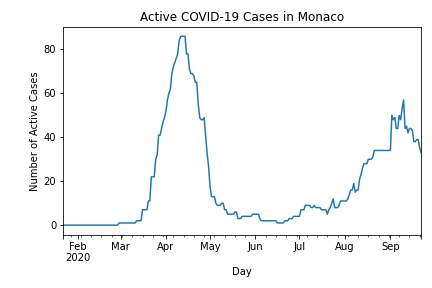 Active COVID-19 Cases in Monaco
Number of Active Cases
80
60
40
20
0
Feb Mar Apr May Jun Jul Aug Sep
2020
Day